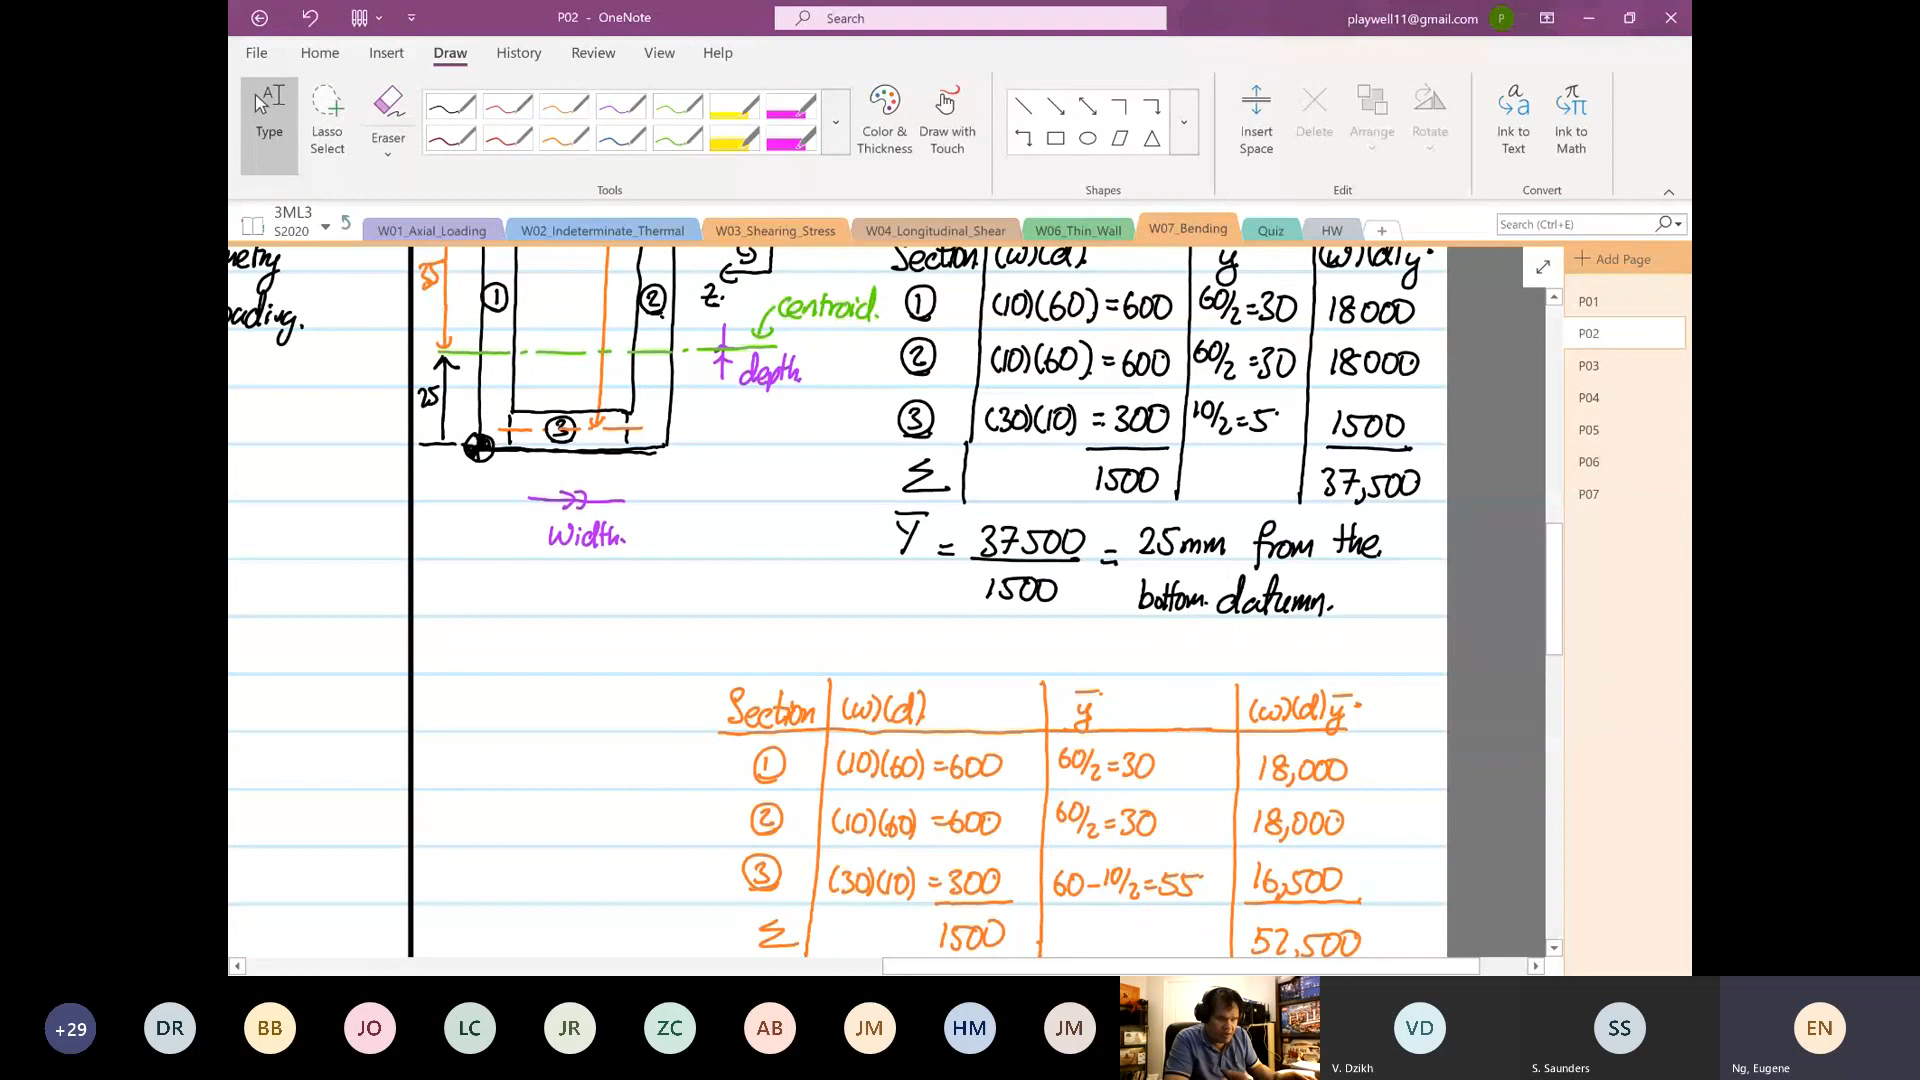 P02 - OneNote
Search
playwell11@gmail.com
P
File Home Insert Draw History Review View Help
Type
Lasso Select
Eraser
Color & Thickness
Draw with Touch
Insert Space
Delete
Arrange
Rotate
Ink to Text
Ink to Math
Tools
Shapes
Edit
Convert
3ML3 S2020
W01_Axial_Loading W02_Indeterminate_Thermal W03_Shearing_Stress W04_Longitudinal_Shear W06_Thin_Wall W07_Bending Quiz HW
Search (Ctrl+E)
Add Page
P01
P02
P03
P04
P05
P06
P07
35
1
2
z.
centroid.
depth.
25
3
Width.
Section (w)(d). y (w)(d)y.
1 (10)(60)=600 60/2=30 18000
2 (10)(60).=600 60/2=30 18000
3 (30)(10) =300 10/2=5. 1500
Σ 1500 37,500
Y̅ = 37500 / 1500 = 25mm from the
bottom. datumn.
Section (w)(d). y̅ (w)(d)y̅.
1 (10)(60)=600 60/2=30 18,000
2 (10)(60) =600 60/2=30 18,000
3 (30)(10) =300 60-10/2=55 16,500
Σ 1500 52,500
+29 DR BB JO LC JR ZC AB JM HM JM VD SS EN
V. Dzikh
S. Saunders
Ng, Eugene